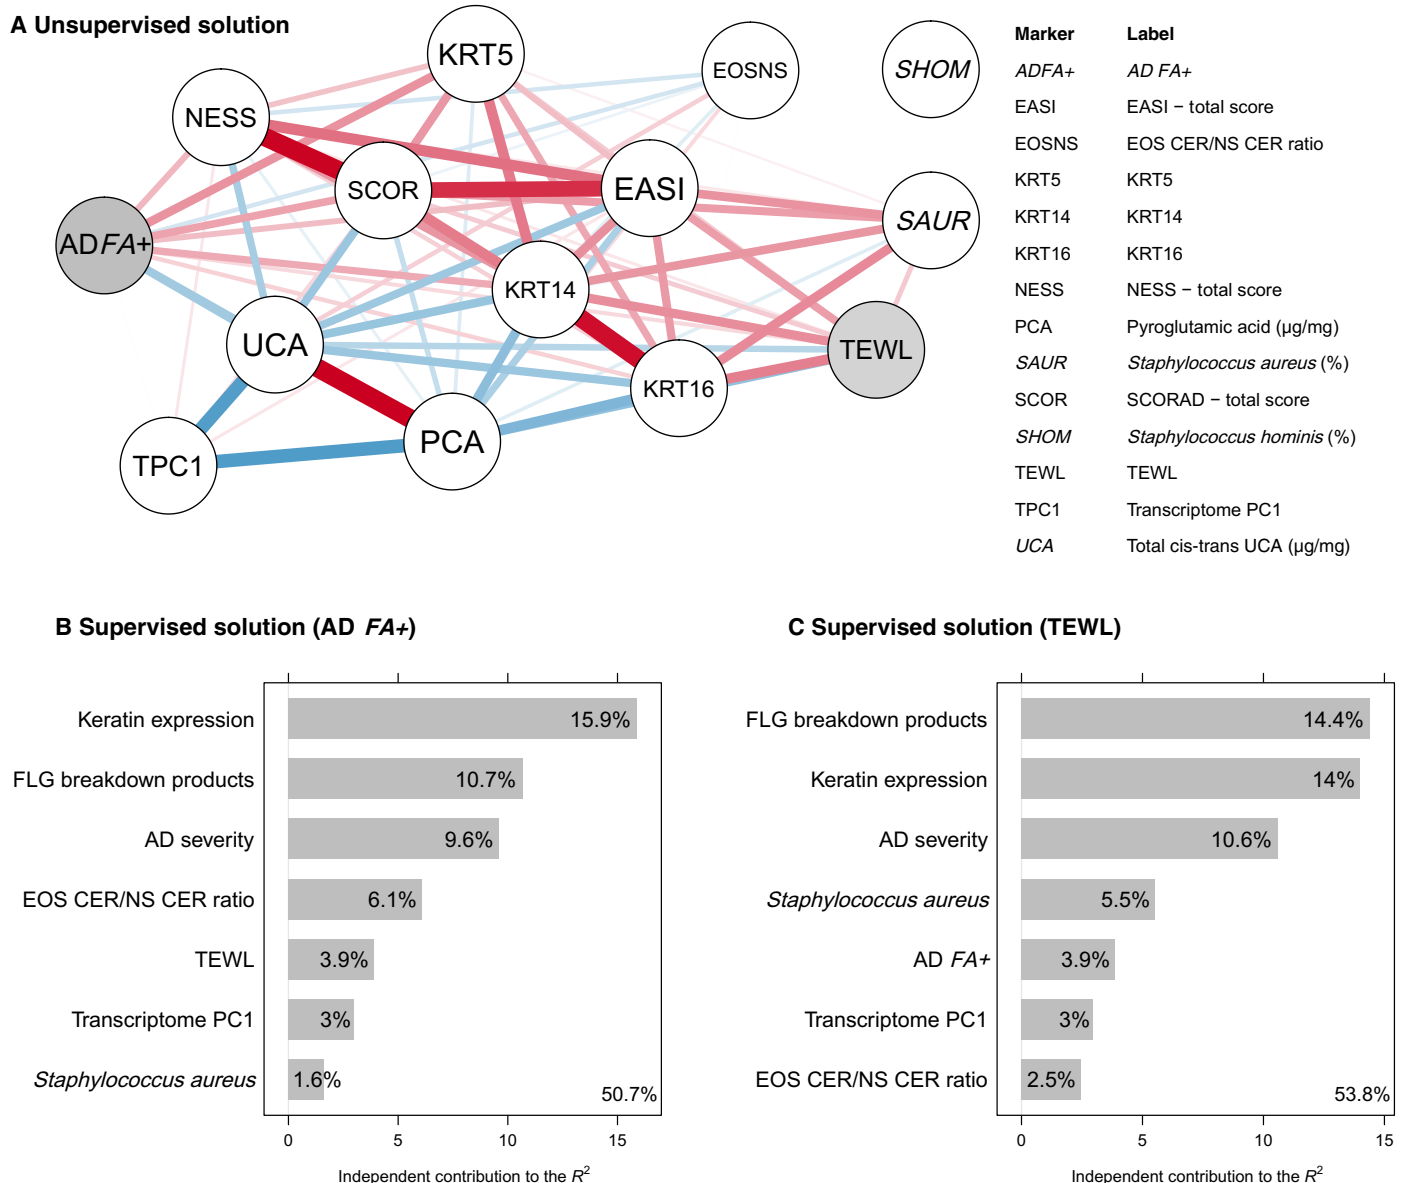 A Unsupervised solution
KRT5
EOSNS
SHOM
NESS
SCOR
EASI
SAUR
ADFA+
KRT14
UCA
TEWL
KRT16
PCA
TPC1
Marker Label
ADFA+ AD FA+
EASI EASI − total score
EOSNS EOS CER/NS CER ratio
KRT5 KRT5
KRT14 KRT14
KRT16 KRT16
NESS NESS − total score
PCA Pyroglutamic acid (µg/mg)
SAUR Staphylococcus aureus (%)
SCOR SCORAD − total score
SHOM Staphylococcus hominis (%)
TEWL TEWL
TPC1 Transcriptome PC1
UCA Total cis-trans UCA (µg/mg)
B Supervised solution (AD FA+)
Keratin expression 15.9%
FLG breakdown products 10.7%
AD severity 9.6%
EOS CER/NS CER ratio 6.1%
TEWL 3.9%
Transcriptome PC1 3%
Staphylococcus aureus 1.6%
50.7%
0 5 10 15
Independent contribution to the R²
C Supervised solution (TEWL)
FLG breakdown products 14.4%
Keratin expression 14%
AD severity 10.6%
Staphylococcus aureus 5.5%
AD FA+ 3.9%
Transcriptome PC1 3%
EOS CER/NS CER ratio 2.5%
53.8%
0 5 10 15
Independent contribution to the R²